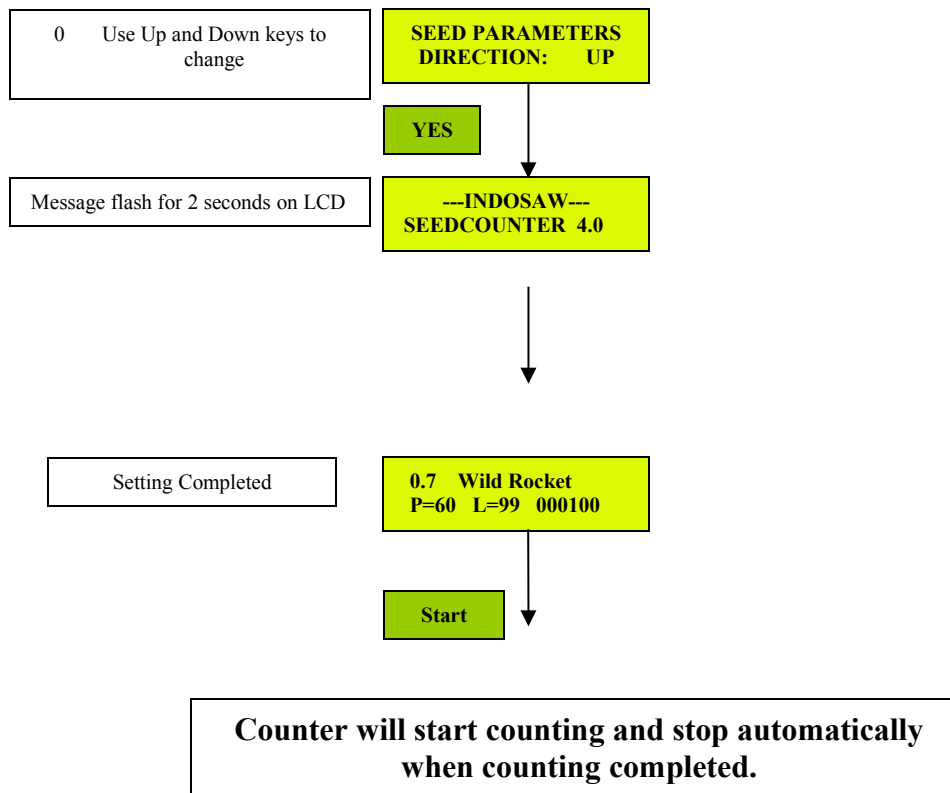 0 Use Up and Down keys to
change
SEED PARAMETERS
DIRECTION: UP
YES
Message flash for 2 seconds on LCD
---INDOSAW---
SEEDCOUNTER 4.0
Setting Completed
0.7 Wild Rocket
P=60 L=99 000100
Start
Counter will start counting and stop automatically
when counting completed.